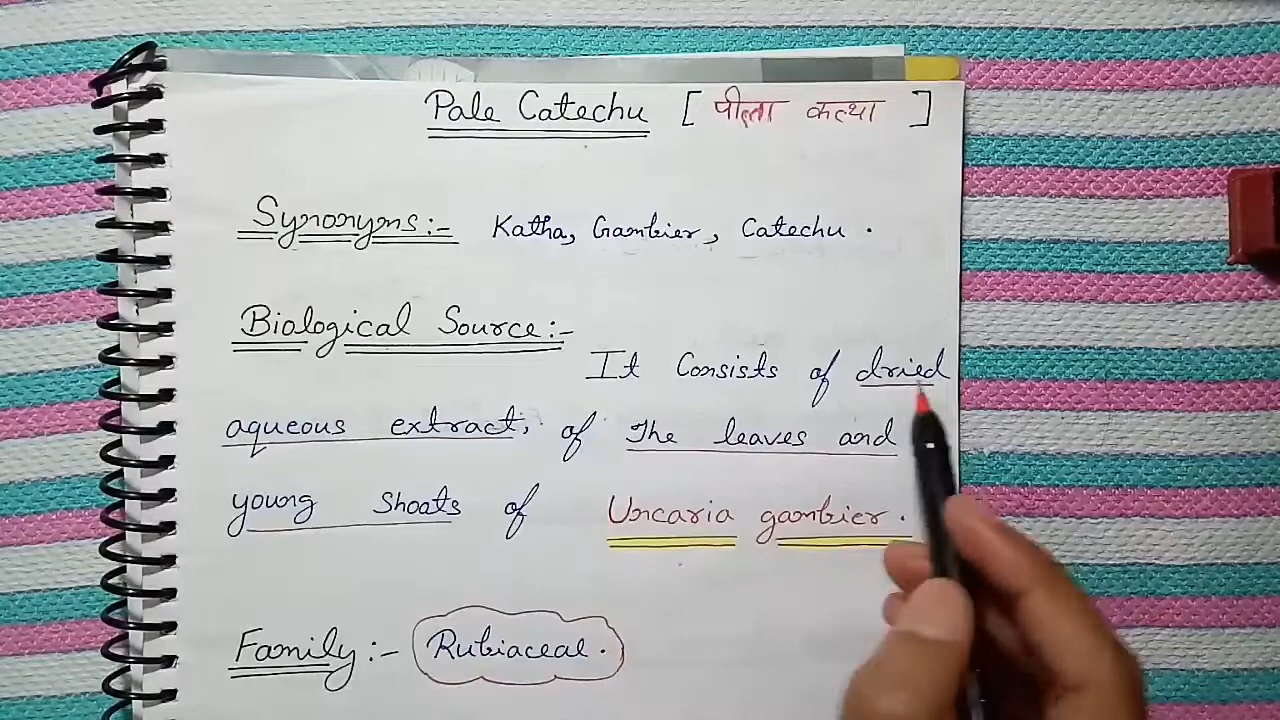 Pale Catechu [ पीला कत्था ]
Synonyms:- Katha, Gambier, Catechu.
Biological Source:-
It Consists of dried
aqueous extract, of The leaves and
young Shoats of Uncaria gambier.
Family:- Rubiaceae.